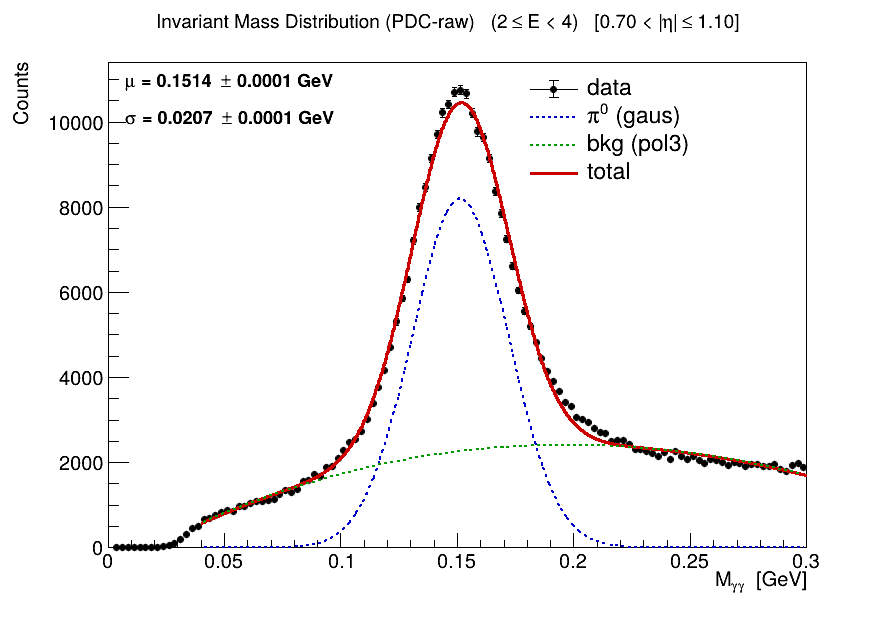 Invariant Mass Distribution (PDC-raw) (2 ≤ E < 4) [0.70 < |η| ≤ 1.10]
Counts
μ = 0.1514 ± 0.0001 GeV
σ = 0.0207 ± 0.0001 GeV
data
π⁰ (gaus)
bkg (pol3)
total
10000
8000
6000
4000
2000
0
0 0.05 0.1 0.15 0.2 0.25 0.3
Mγγ [GeV]